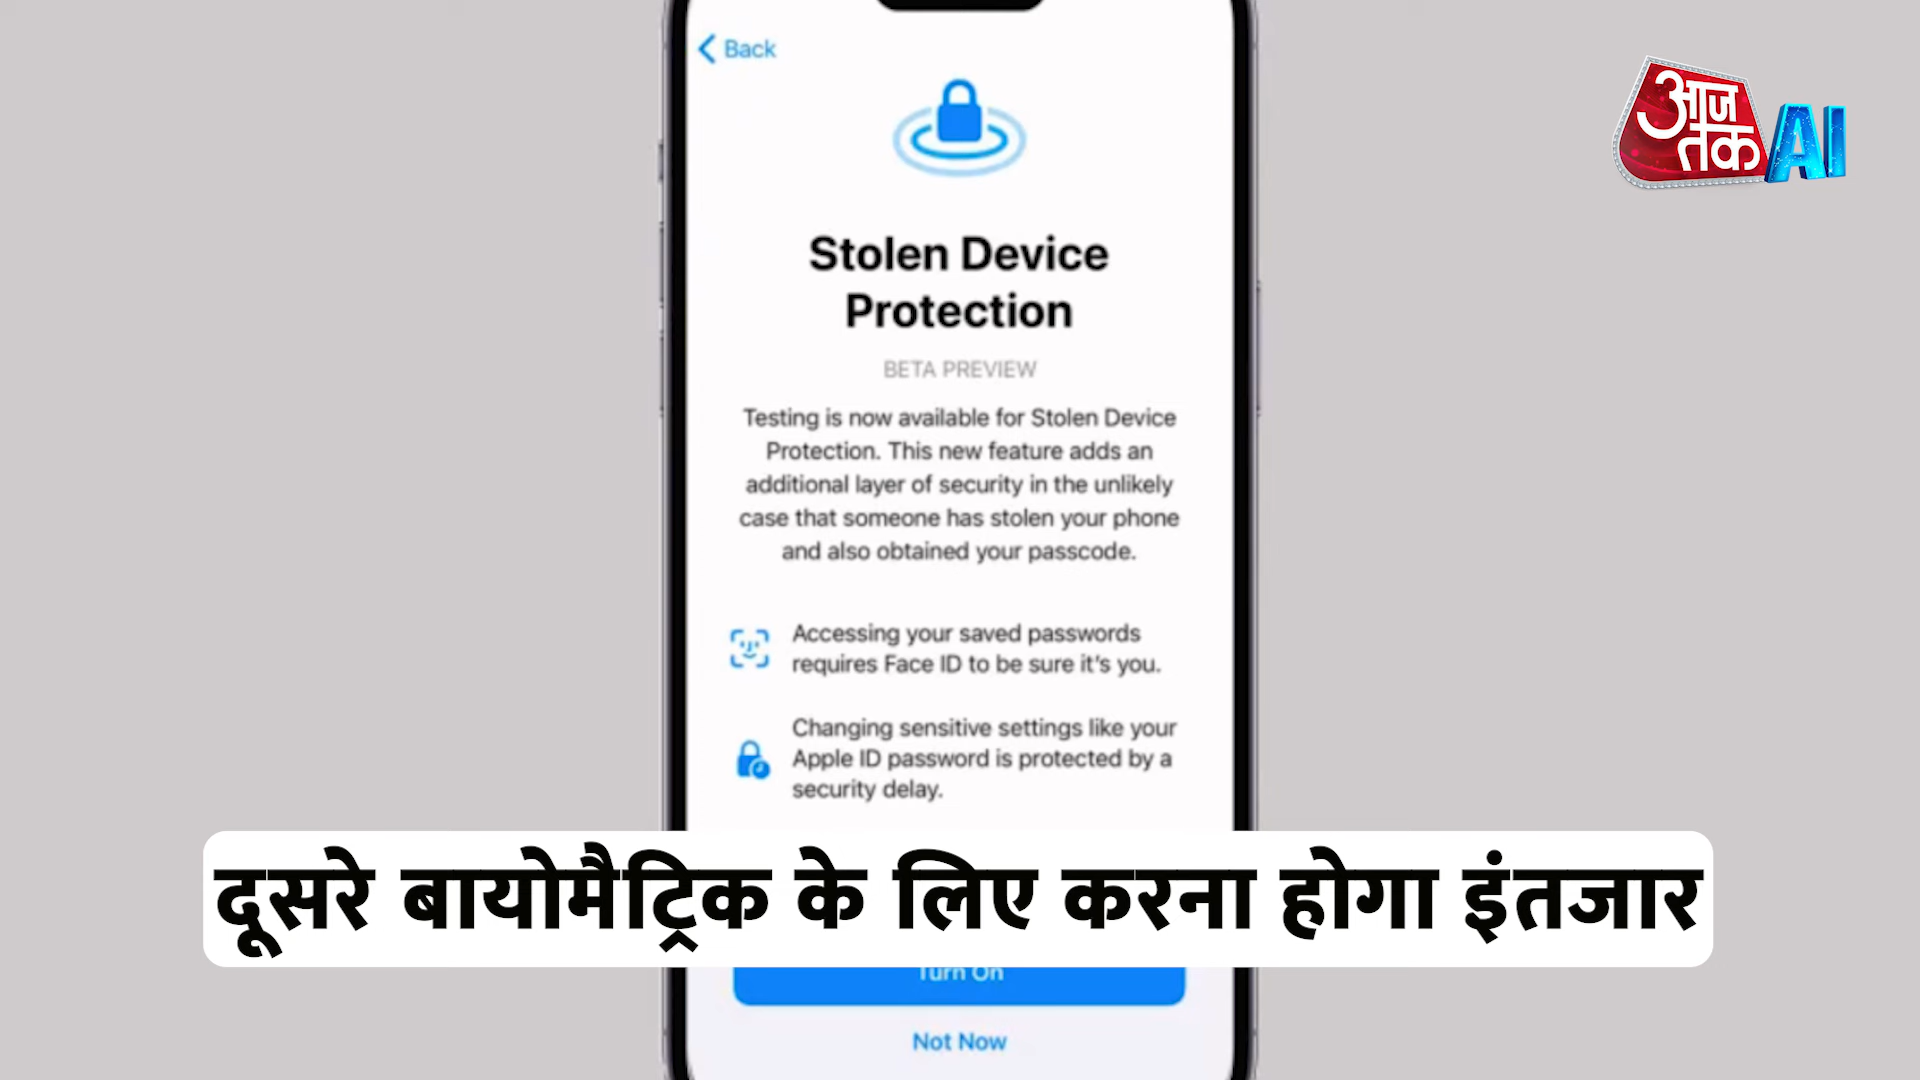 Back
आज
तक
AI
Stolen Device
Protection
BETA PREVIEW
Testing is now available for Stolen Device
Protection. This new feature adds an
additional layer of security in the unlikely
case that someone has stolen your phone
and also obtained your passcode.
Accessing your saved passwords
requires Face ID to be sure it's you.
Changing sensitive settings like your
Apple ID password is protected by a
security delay.
दूसरे बायोमैट्रिक के लिए करना होगा इंतजार
Turn On
Not Now